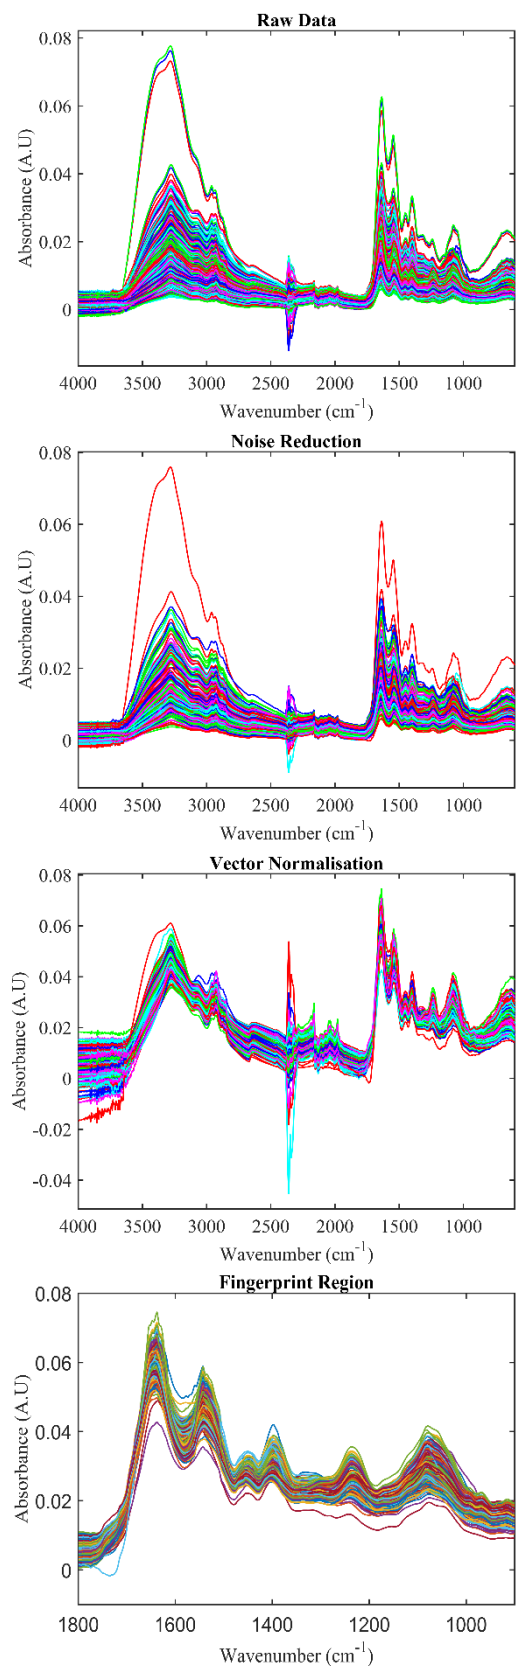 Raw Data
0.08
0.06
0.04
0.02
0
Absorbance (A.U)
4000 3500 3000 2500 2000 1500 1000
Wavenumber (cm-1)
Noise Reduction
0.08
0.06
0.04
0.02
0
Absorbance (A.U)
4000 3500 3000 2500 2000 1500 1000
Wavenumber (cm-1)
Vector Normalisation
0.08
0.06
0.04
0.02
0
-0.02
-0.04
Absorbance (A.U)
4000 3500 3000 2500 2000 1500 1000
Wavenumber (cm-1)
Fingerprint Region
0.08
0.06
0.04
0.02
0
Absorbance (A.U)
1800 1600 1400 1200 1000
Wavenumber (cm-1)